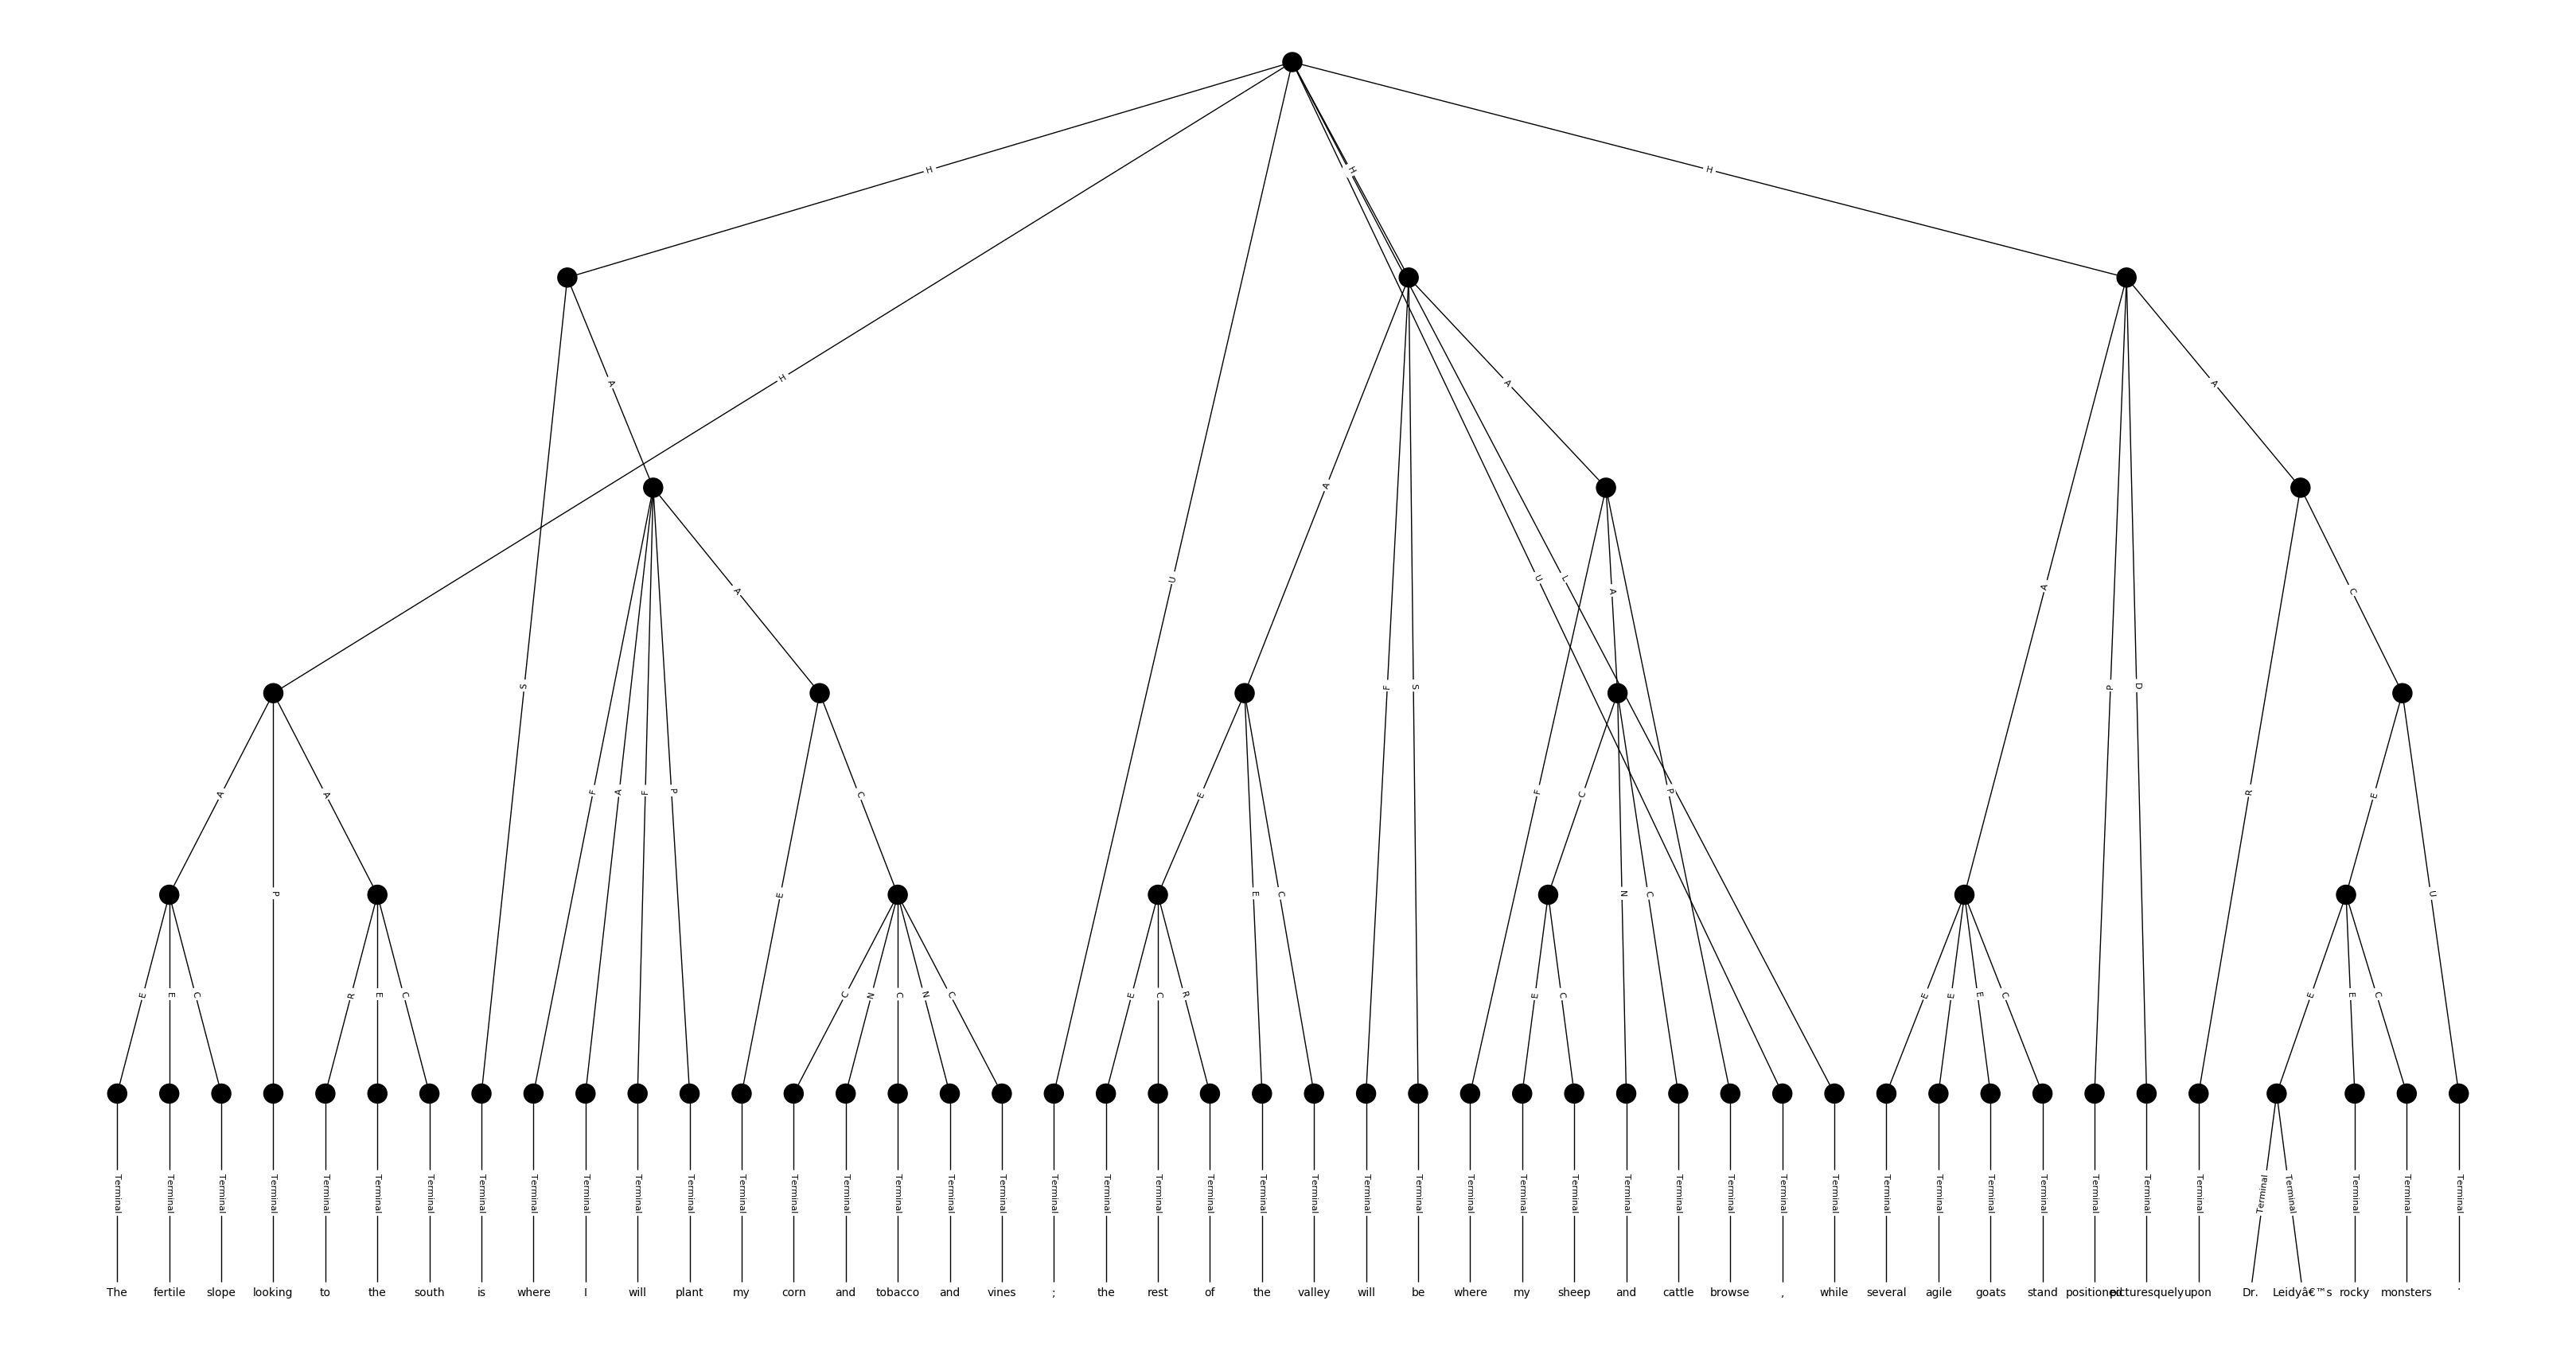 H H H
H
A A
S A A A F S U L A A P D
A A P F A F P E C E E C U F C N C P R E U
E E C R E C C N C N C E C R E C E E E C E E C
Terminal Terminal Terminal Terminal Terminal Terminal Terminal Terminal Terminal Terminal Terminal Terminal Terminal Terminal Terminal Terminal Terminal Terminal Terminal Terminal Terminal Terminal Terminal Terminal Terminal Terminal Terminal Terminal Terminal Terminal Terminal Terminal Terminal Terminal Terminal Terminal Terminal Terminal Terminal Terminal Terminal Terminal Terminal Terminal Terminal Terminal
The fertile slope looking to the south is where I will plant my corn and tobacco and vines ; the rest of the valley will be where my sheep and cattle browse , while several agile goats stand positioned picturesquely upon Dr. Leidyâ€™s rocky monsters .